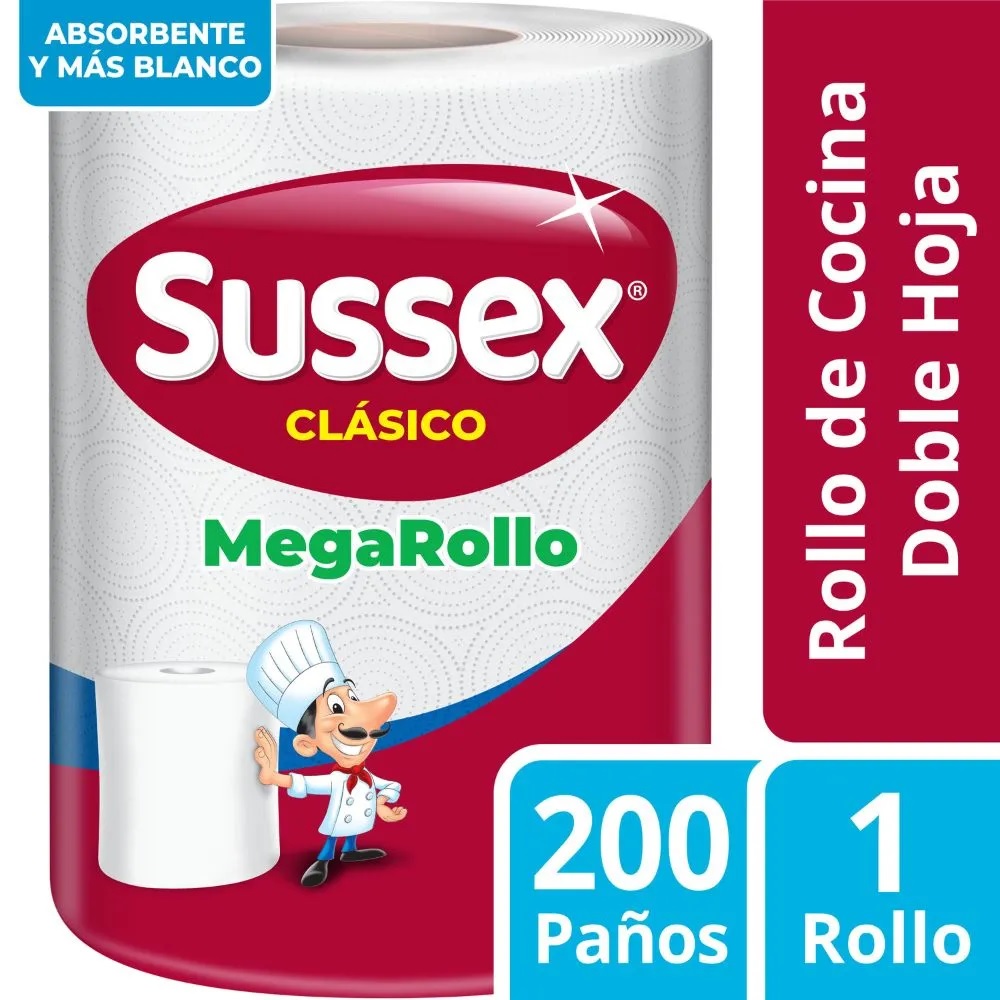 ABSORBENTE
Y MÁS BLANCO
Sussex®
CLÁSICO
MegaRollo
Rollo de Cocina
Doble Hoja
200
Paños
1
Rollo